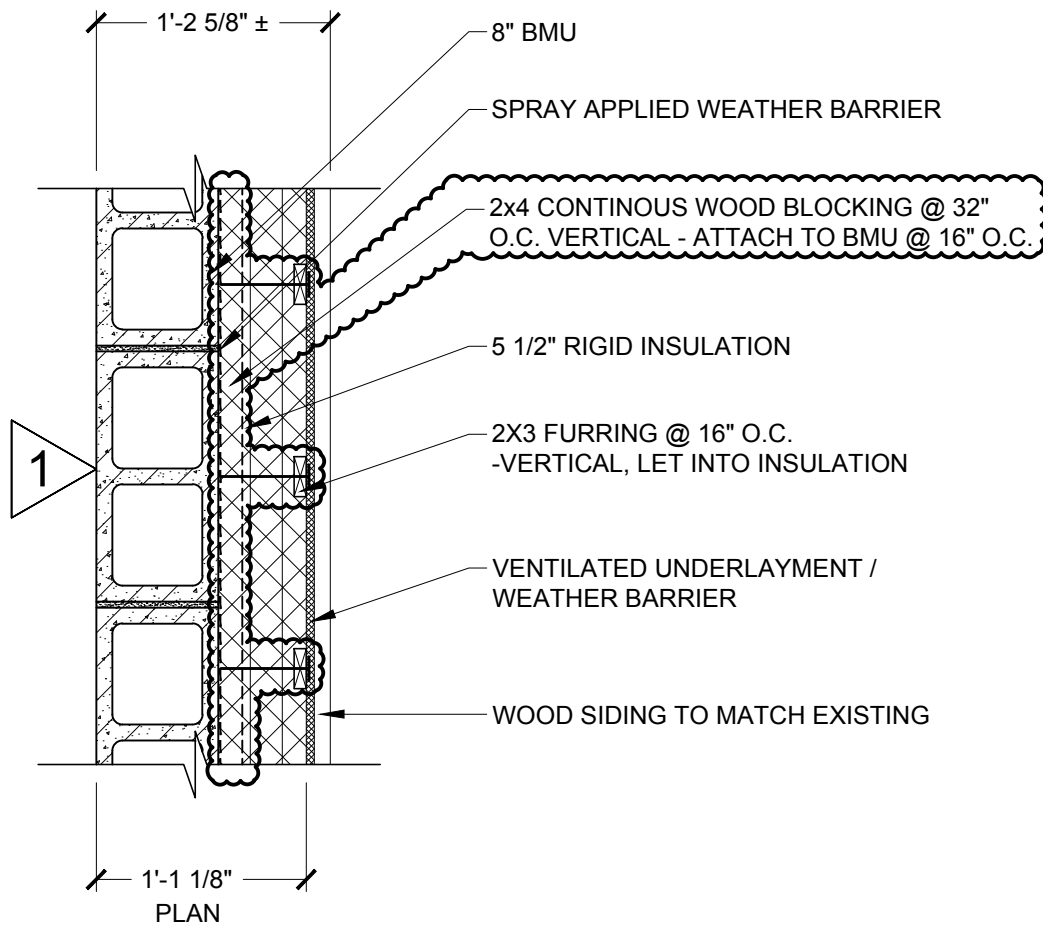 1'-2 5/8" ±
8" BMU
SPRAY APPLIED WEATHER BARRIER
2x4 CONTINOUS WOOD BLOCKING @ 32"
O.C. VERTICAL - ATTACH TO BMU @ 16" O.C.
5 1/2" RIGID INSULATION
2X3 FURRING @ 16" O.C.
-VERTICAL, LET INTO INSULATION
1
VENTILATED UNDERLAYMENT /
WEATHER BARRIER
WOOD SIDING TO MATCH EXISTING
1'-1 1/8"
PLAN